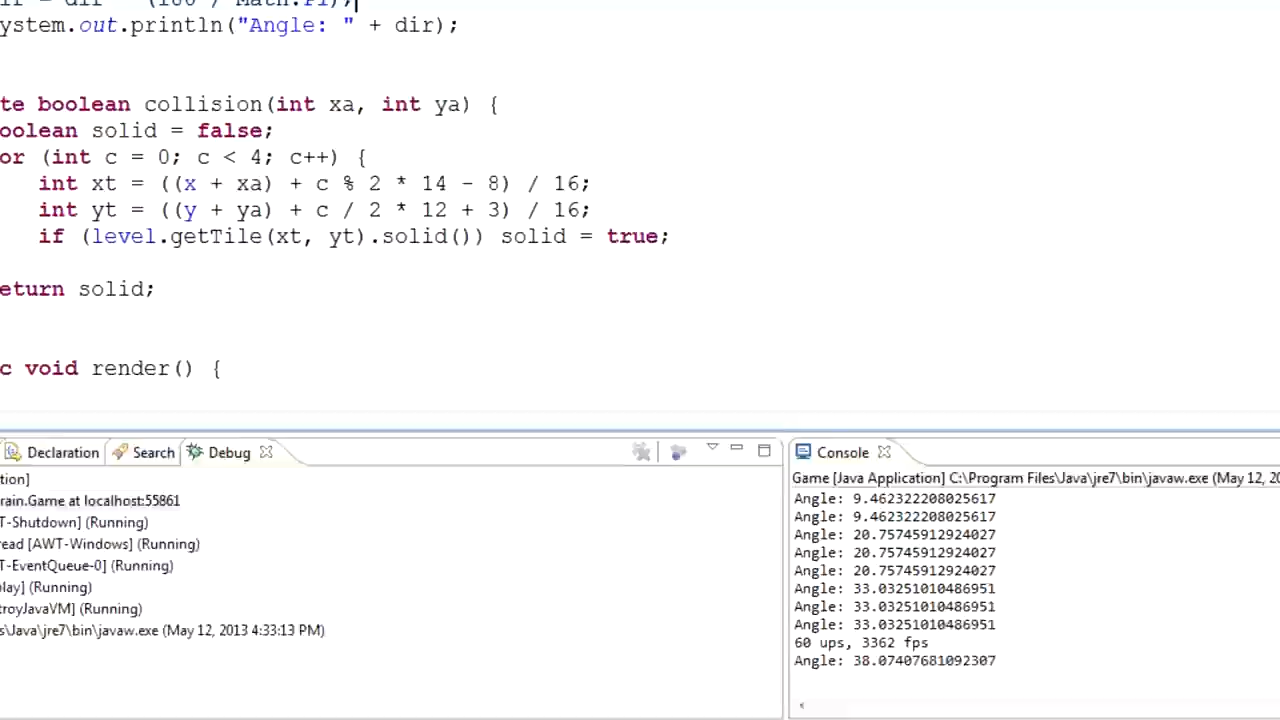 ir = dir * (180 / Math.PI);
ystem.out.println("Angle: " + dir);
te boolean collision(int xa, int ya) {
oolean solid = false;
or (int c = 0; c < 4; c++) {
int xt = ((x + xa) + c % 2 * 14 - 8) / 16;
int yt = ((y + ya) + c / 2 * 12 + 3) / 16;
if (level.getTile(xt, yt).solid()) solid = true;
eturn solid;
c void render() {
Declaration Search Debug
tion]
rain.Game at localhost:55861
T-Shutdown] (Running)
read [AWT-Windows] (Running)
T-EventQueue-0] (Running)
play] (Running)
troyJavaVM] (Running)
s\Java\jre7\bin\javaw.exe (May 12, 2013 4:33:13 PM)
Console
Game [Java Application] C:\Program Files\Java\jre7\bin\javaw.exe (May 12, 20
Angle: 9.462322208025617
Angle: 9.462322208025617
Angle: 20.75745912924027
Angle: 20.75745912924027
Angle: 20.75745912924027
Angle: 33.03251010486951
Angle: 33.03251010486951
Angle: 33.03251010486951
60 ups, 3362 fps
Angle: 38.07407681092307